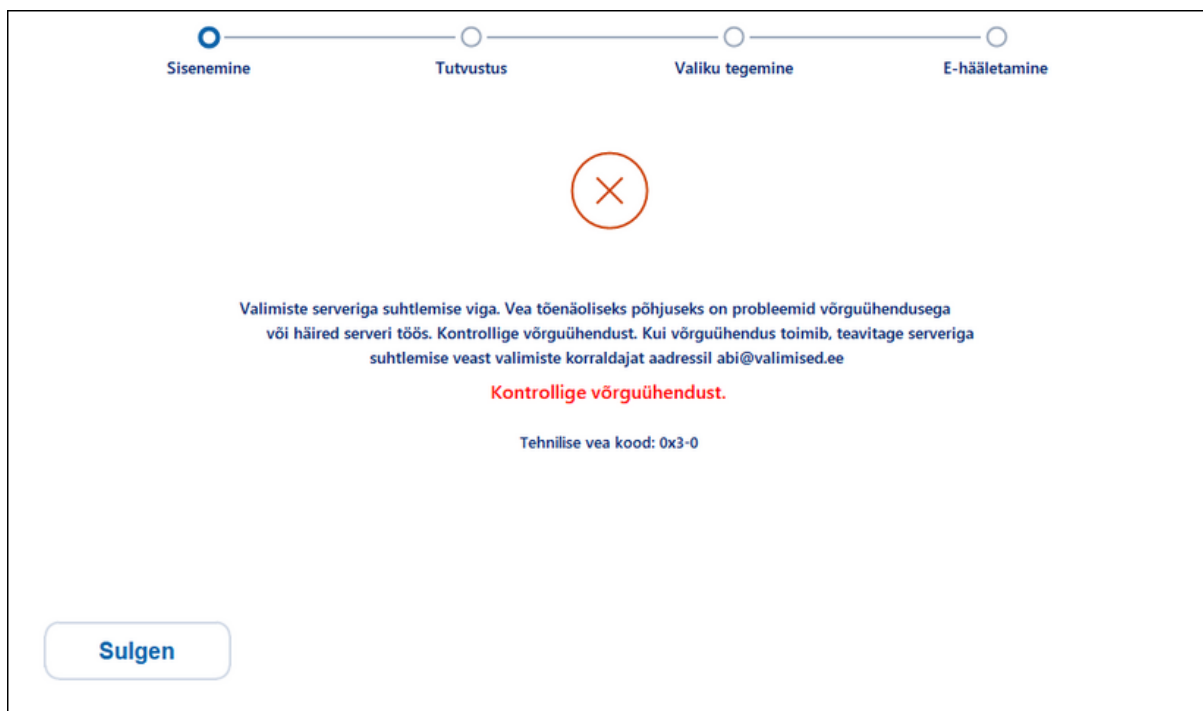 Sisenemine
Tutvustus
Valiku tegemine
E-hääletamine
Valimiste serveriga suhtlemise viga. Vea tõenäoliseks põhjuseks on probleemid võrguühendusega
või häired serveri töös. Kontrollige võrguühendust. Kui võrguühendus toimib, teavitage serveriga
suhtlemise veast valimiste korraldajat aadressil abi@valimised.ee
Kontrollige võrguühendust.
Tehnilise vea kood: 0x3-0
Sulgen